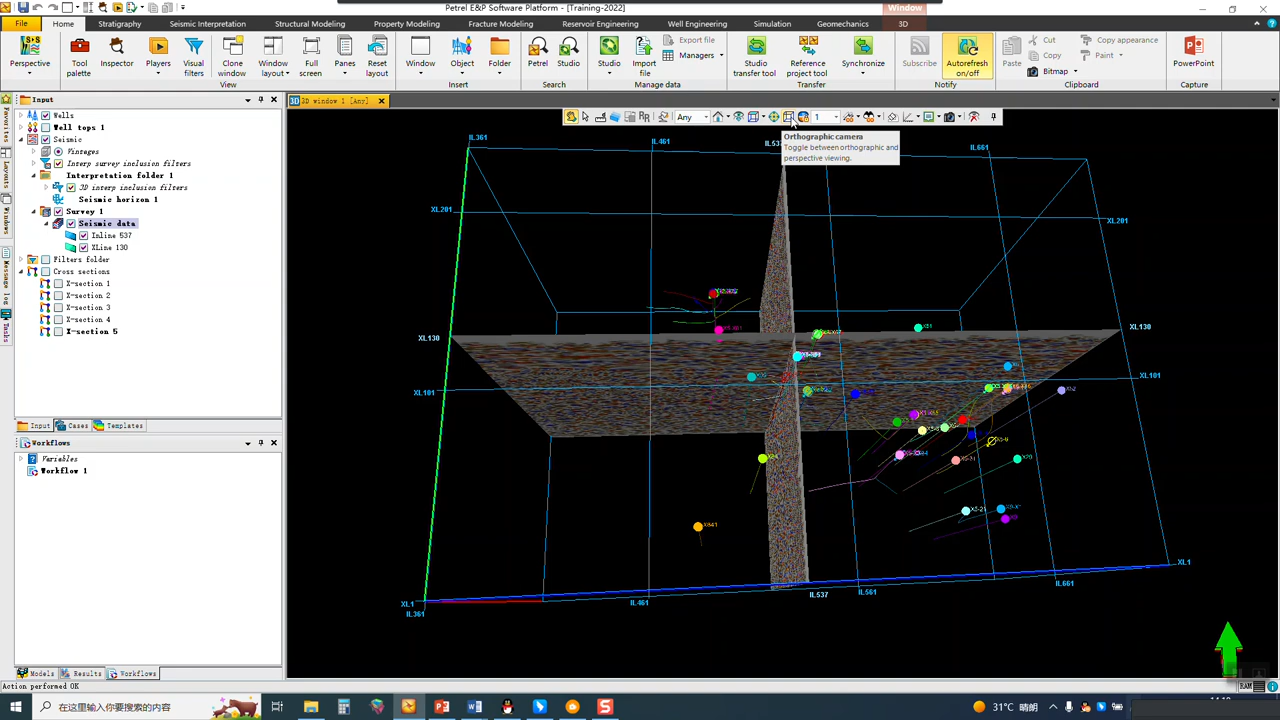 Petrel E&P Software Platform - [Training-2022]
Window
File
Home
Stratigraphy
Seismic Interpretation
Structural Modeling
Property Modeling
Fracture Modeling
Reservoir Engineering
Well Engineering
Simulation
Geomechanics
3D
Perspective
Tool palette
Inspector
Players
Visual filters
Clone window
Window layout
Full screen
Panes
Reset layout
Window
Object
Folder
Petrel
Studio
Studio
Import file
Export file
Managers
Studio transfer tool
Reference project tool
Synchronize
Subscribe
Autorefresh on/off
Paste
Cut
Copy
Bitmap
Copy appearance
Paint
PowerPoint
View
Insert
Search
Manage data
Transfer
Notify
Clipboard
Capture
Input
3D window 1 [Any]
Any
1
Orthographic camera
Toggle between orthographic and
perspective viewing.
Layouts
Windows
Message log
Tasks
Wells
Well tops 1
Seismic
Vintages
Interp survey inclusion filters
Interpretation folder 1
3D interp inclusion filters
Seismic horizon 1
Survey 1
Seismic data
Inline 537
XLine 130
Filters folder
Cross sections
X-section 1
X-section 2
X-section 3
X-section 4
X-section 5
Input
Cases
Templates
Workflows
Variables
Workflow 1
Models
Results
Workflows
Action performed OK
IL361
IL461
IL537
IL661
XL201
XL201
XL130
XL130
XL101
XL101
XL1
IL361
IL461
IL537
IL561
IL661
XL1
RAM
在这里输入你要搜索的内容
31°C 晴朗